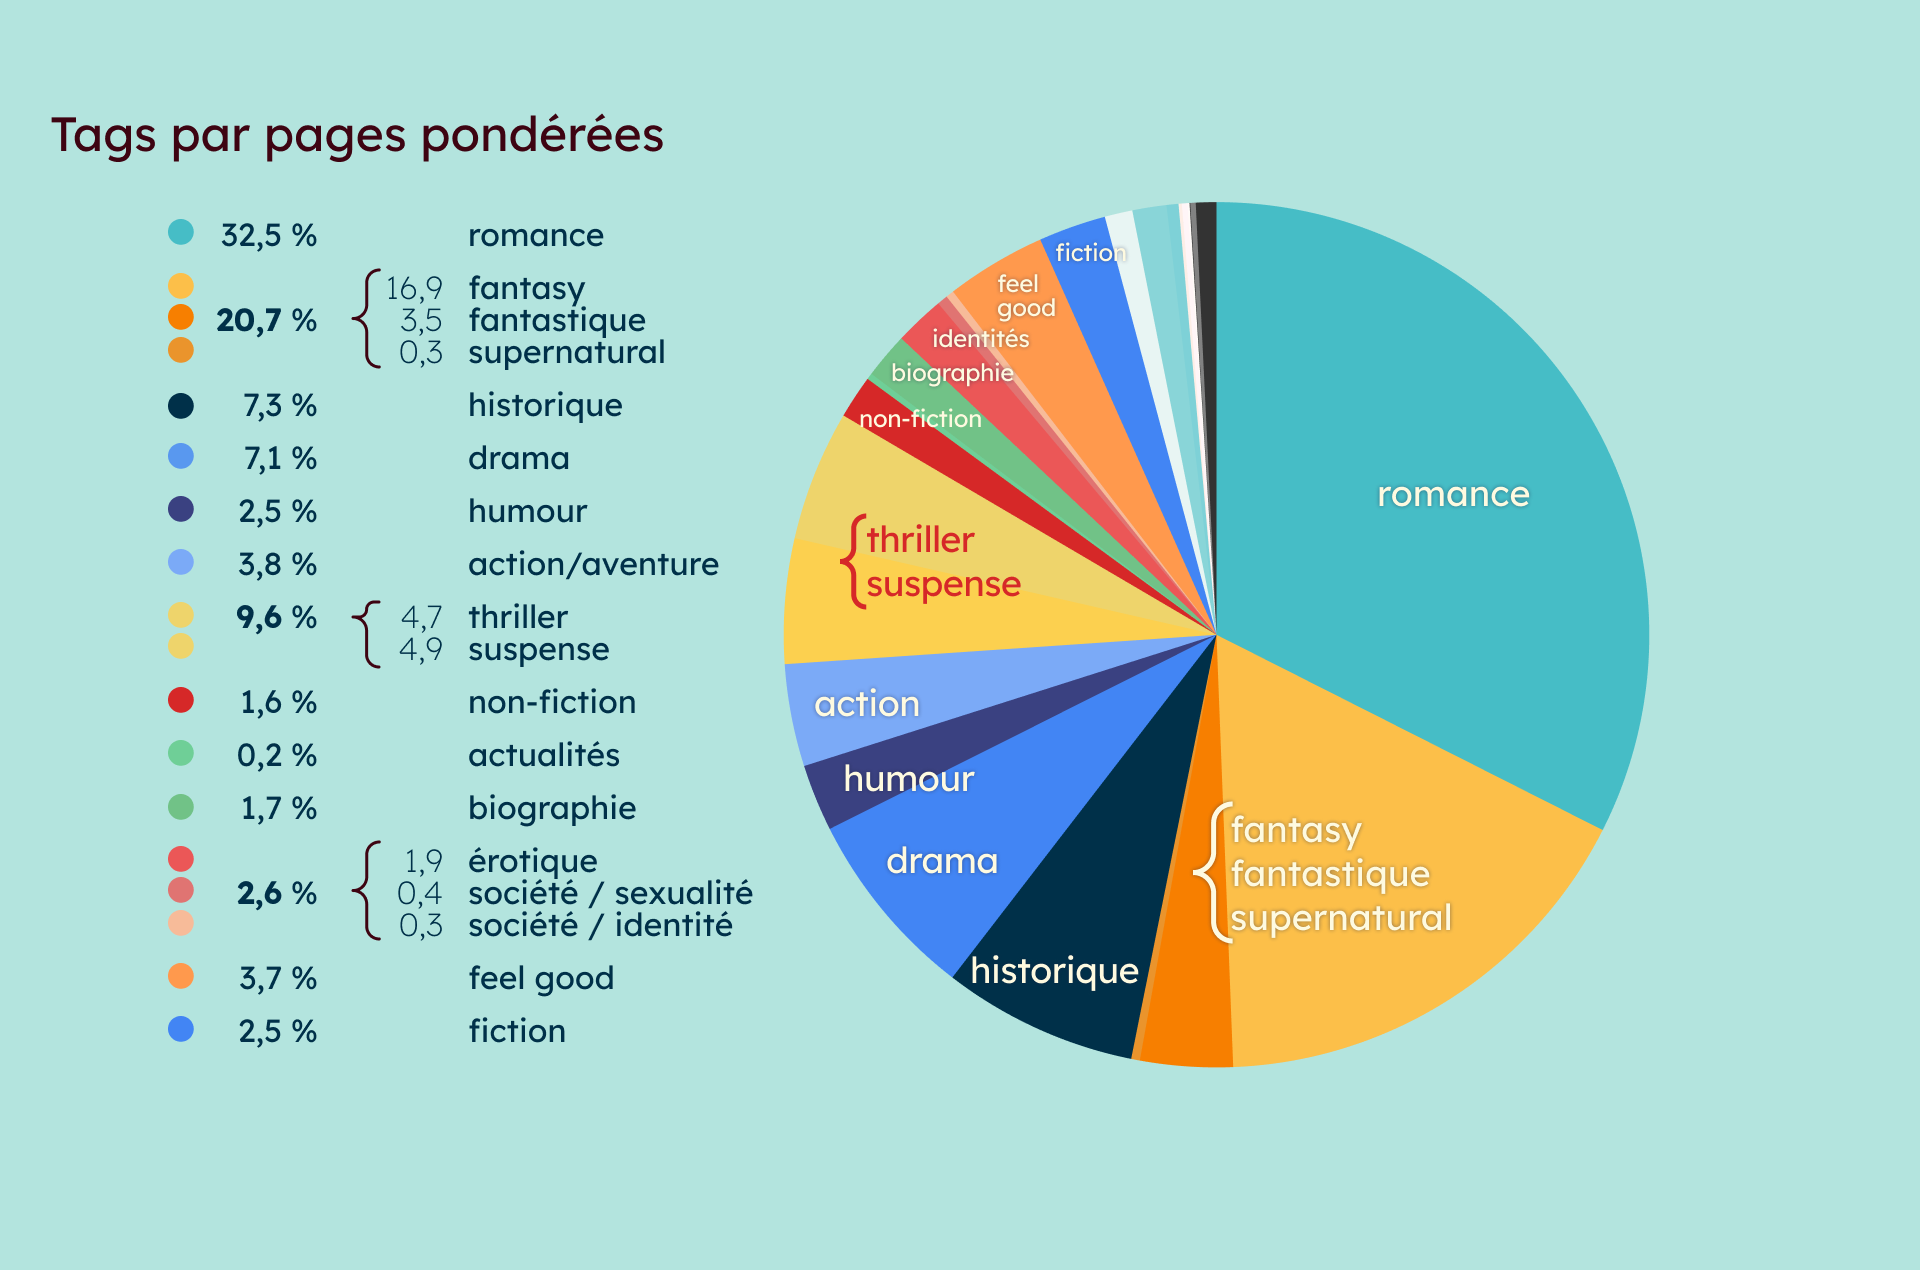 Tags par pages pondérées
32,5 % romance
16,9 fantasy
20,7 % 3,5 fantastique
0,3 supernatural
7,3 % historique
7,1 % drama
2,5 % humour
3,8 % action/aventure
9,6 % 4,7 thriller
4,9 suspense
1,6 % non-fiction
0,2 % actualités
1,7 % biographie
1,9 érotique
2,6 % 0,4 société / sexualité
0,3 société / identité
3,7 % feel good
2,5 % fiction
fiction
feel
good
identités
biographie
non-fiction
romance
thriller
suspense
action
humour
drama
historique
fantasy
fantastique
supernatural